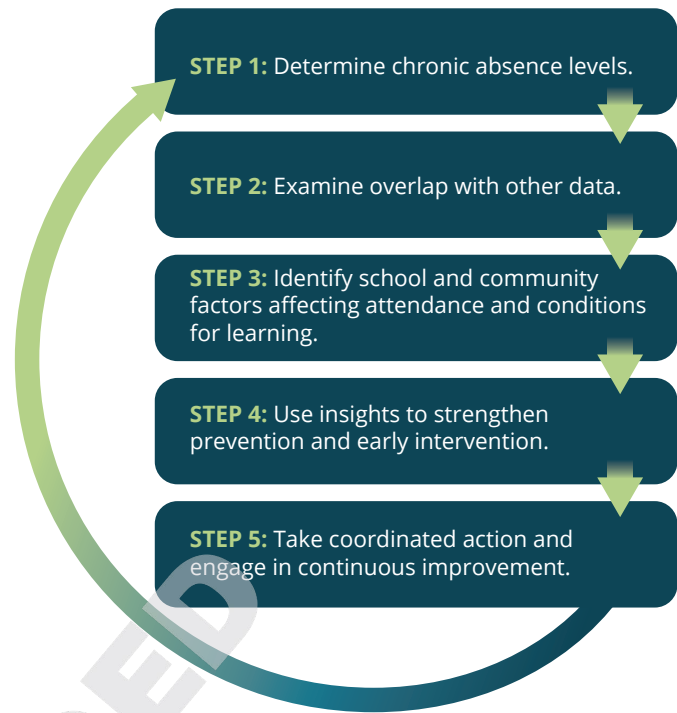 STEP 1: Determine chronic absence levels.
STEP 2: Examine overlap with other data.
STEP 3: Identify school and community
factors affecting attendance and conditions
for learning.
STEP 4: Use insights to strengthen
prevention and early intervention.
STEP 5: Take coordinated action and
engage in continuous improvement.